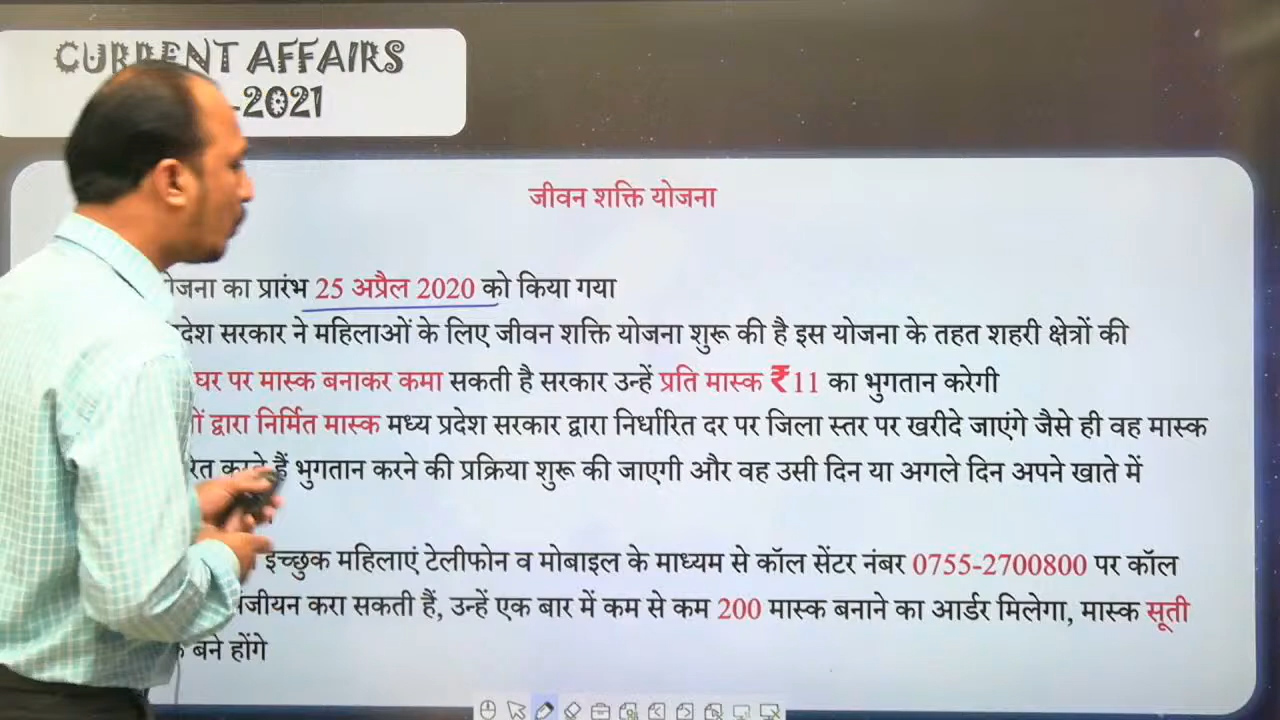 CURRENT AFFAIRS
-2021
जीवन शक्ति योजना
का प्रारंभ 25 अप्रैल 2020 को किया गया
सरकार ने महिलाओं के लिए जीवन शक्ति योजना शुरू की है इस योजना के तहत शहरी क्षेत्रों की
घर पर मास्क बनाकर कमा सकती है सरकार उन्हें प्रति मास्क ₹11 का भुगतान करेगी
द्वारा निर्मित मास्क मध्य प्रदेश सरकार द्वारा निर्धारित दर पर जिला स्तर पर खरीदे जाएंगे जैसे ही वह मास्क
करते हैं भुगतान करने की प्रक्रिया शुरू की जाएगी और वह उसी दिन या अगले दिन अपने खाते में
इच्छुक महिलाएं टेलीफोन व मोबाइल के माध्यम से कॉल सेंटर नंबर 0755-2700800 पर कॉल
करा सकती हैं, उन्हें एक बार में कम से कम 200 मास्क बनाने का आर्डर मिलेगा, मास्क सूती
बने होंगे